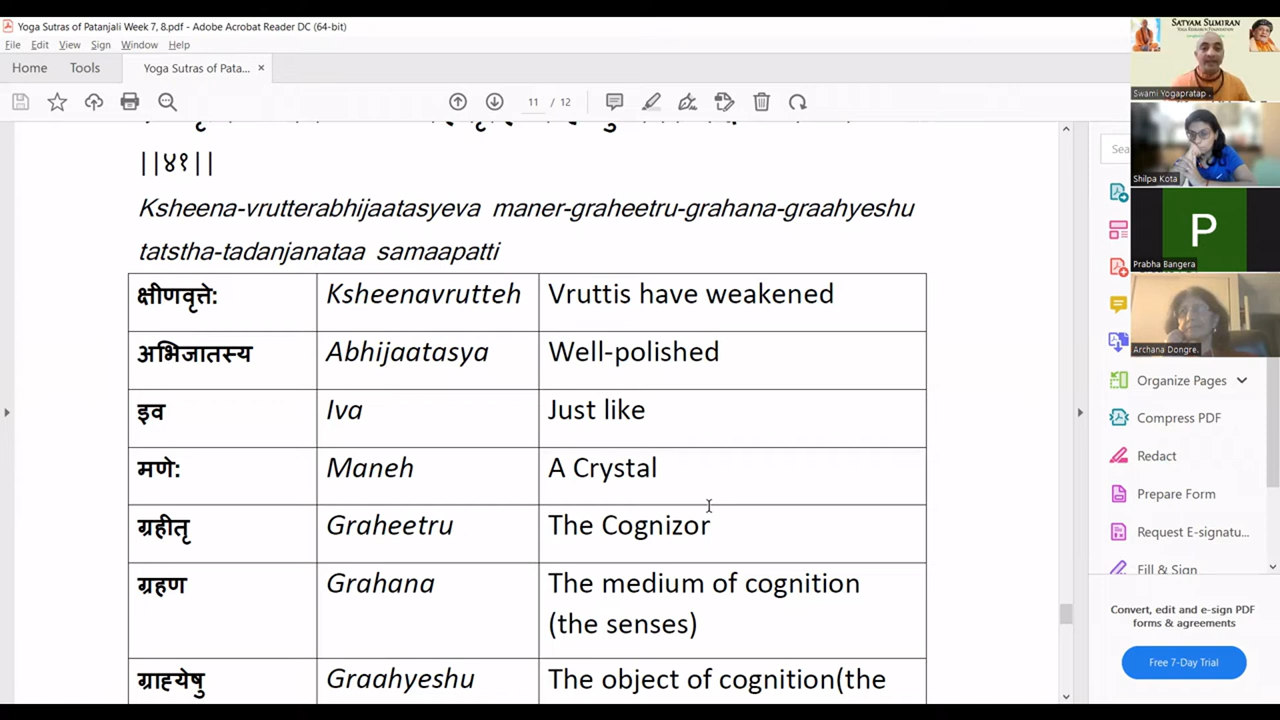 Yoga Sutras of Patanjali Week 7, 8.pdf - Adobe Acrobat Reader DC (64-bit)
File Edit View Sign Window Help
Home Tools Yoga Sutras of Pata... ×
11 / 12
||४१||
Ksheena-vrutterabhijaatasyeva maner-graheetru-grahana-graahyeshu
tatstha-tadanjanataa samaapatti
क्षीणवृत्ते: Ksheenavrutteh Vruttis have weakened
अभिजातस्य Abhijaatasya Well-polished
इव Iva Just like
मणे: Maneh A Crystal
ग्रहीतृ Graheetru The Cognizor
ग्रहण Grahana The medium of cognition
(the senses)
ग्राह्येषु Graahyeshu The object of cognition(the
Sea
Organize Pages
Compress PDF
Redact
Prepare Form
Request E-signatu...
Fill & Sign
Convert, edit and e-sign PDF
forms & agreements
Free 7-Day Trial
SATYAM SUMIRAN
Swami Yogapratap .
Shilpa Kota
P
Prabha Bangera
Archana Dongre.